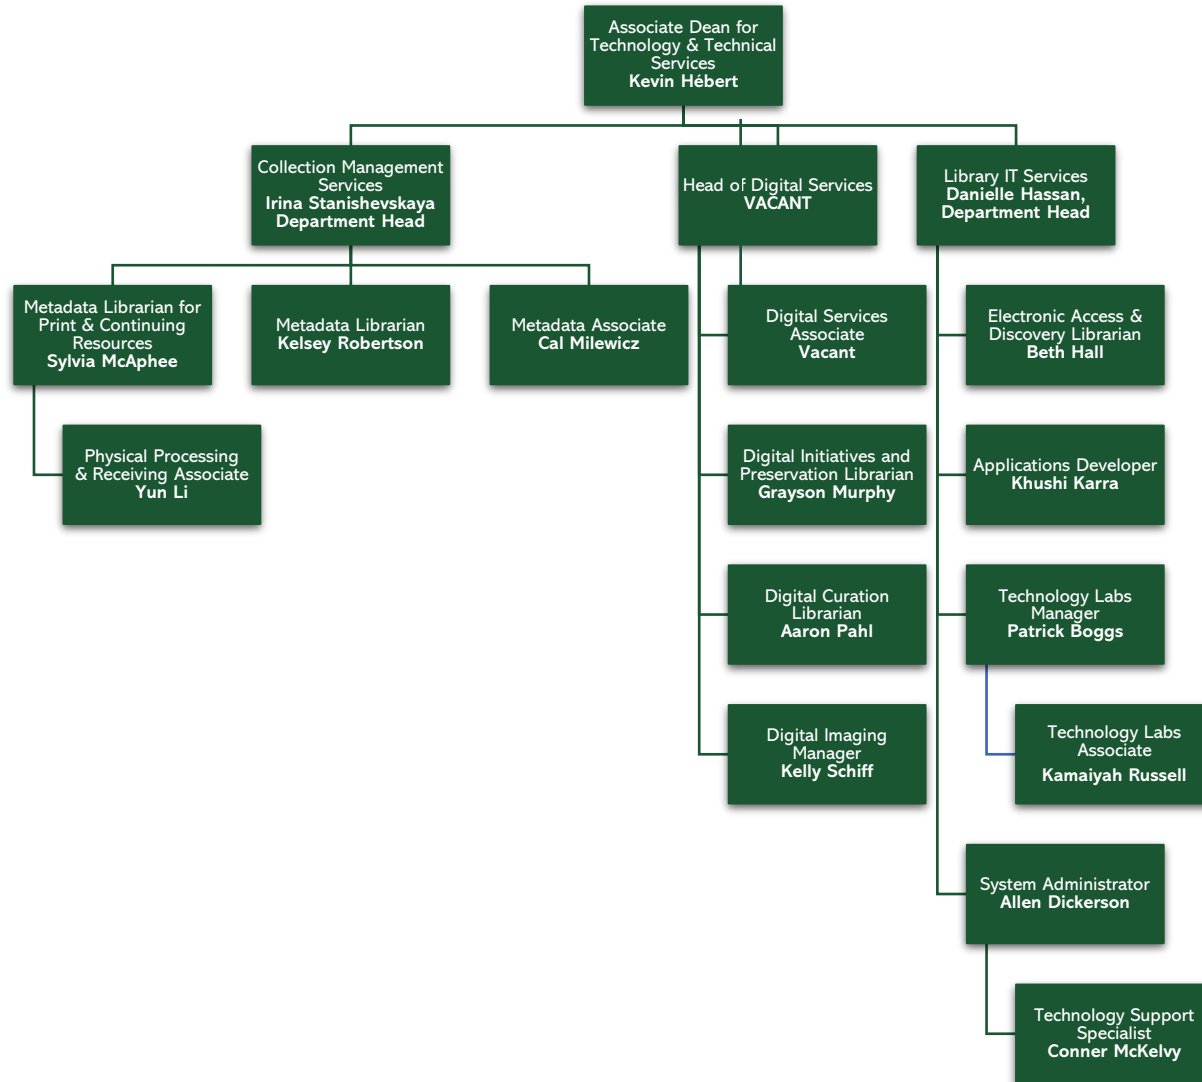 Associate Dean for
Technology & Technical
Services
Kevin Hébert
Collection Management
Services
Irina Stanishevskaya
Department Head
Head of Digital Services
VACANT
Library IT Services
Danielle Hassan,
Department Head
Metadata Librarian for
Print & Continuing
Resources
Sylvia McAphee
Metadata Librarian
Kelsey Robertson
Metadata Associate
Cal Milewicz
Digital Services
Associate
Vacant
Electronic Access &
Discovery Librarian
Beth Hall
Physical Processing
& Receiving Associate
Yun Li
Digital Initiatives and
Preservation Librarian
Grayson Murphy
Applications Developer
Khushi Karra
Digital Curation
Librarian
Aaron Pahl
Technology Labs
Manager
Patrick Boggs
Digital Imaging
Manager
Kelly Schiff
Technology Labs
Associate
Kamaiyah Russell
System Administrator
Allen Dickerson
Technology Support
Specialist
Conner McKelvy